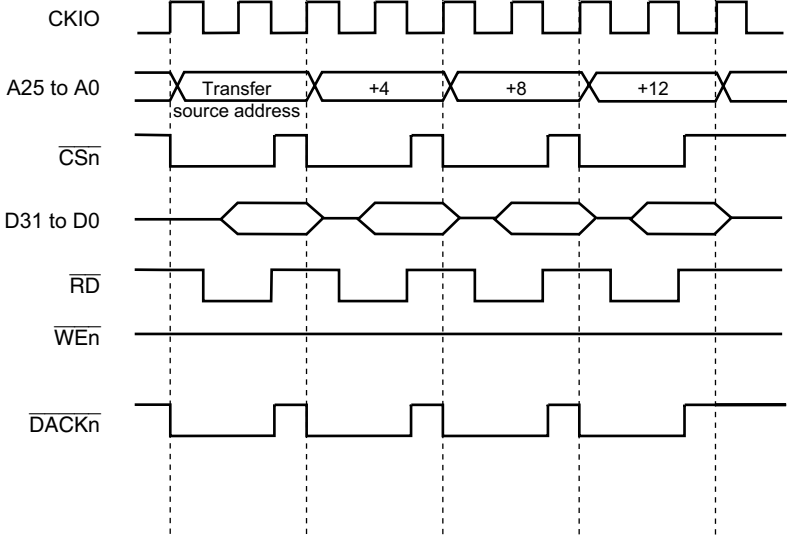 CKIO
A25 to A0
Transfer
source address
+4
+8
+12
CSn
D31 to D0
RD
WEn
DACKn